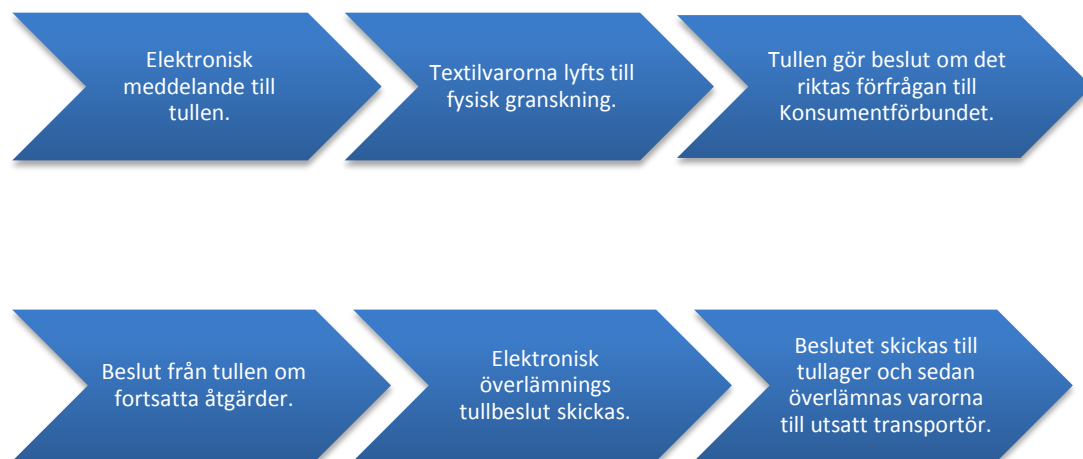 Elektronisk
meddelande till
tullen.
Textilvarorna lyfts till
fysisk granskning.
Tullen gör beslut om det
riktas förfrågan till
Konsumentförbundet.
Beslut från tullen om
fortsatta åtgärder.
Elektronisk
överlämnings
tullbeslut skickas.
Beslutet skickas till
tullager och sedan
överlämnas varorna
till utsatt transportör.